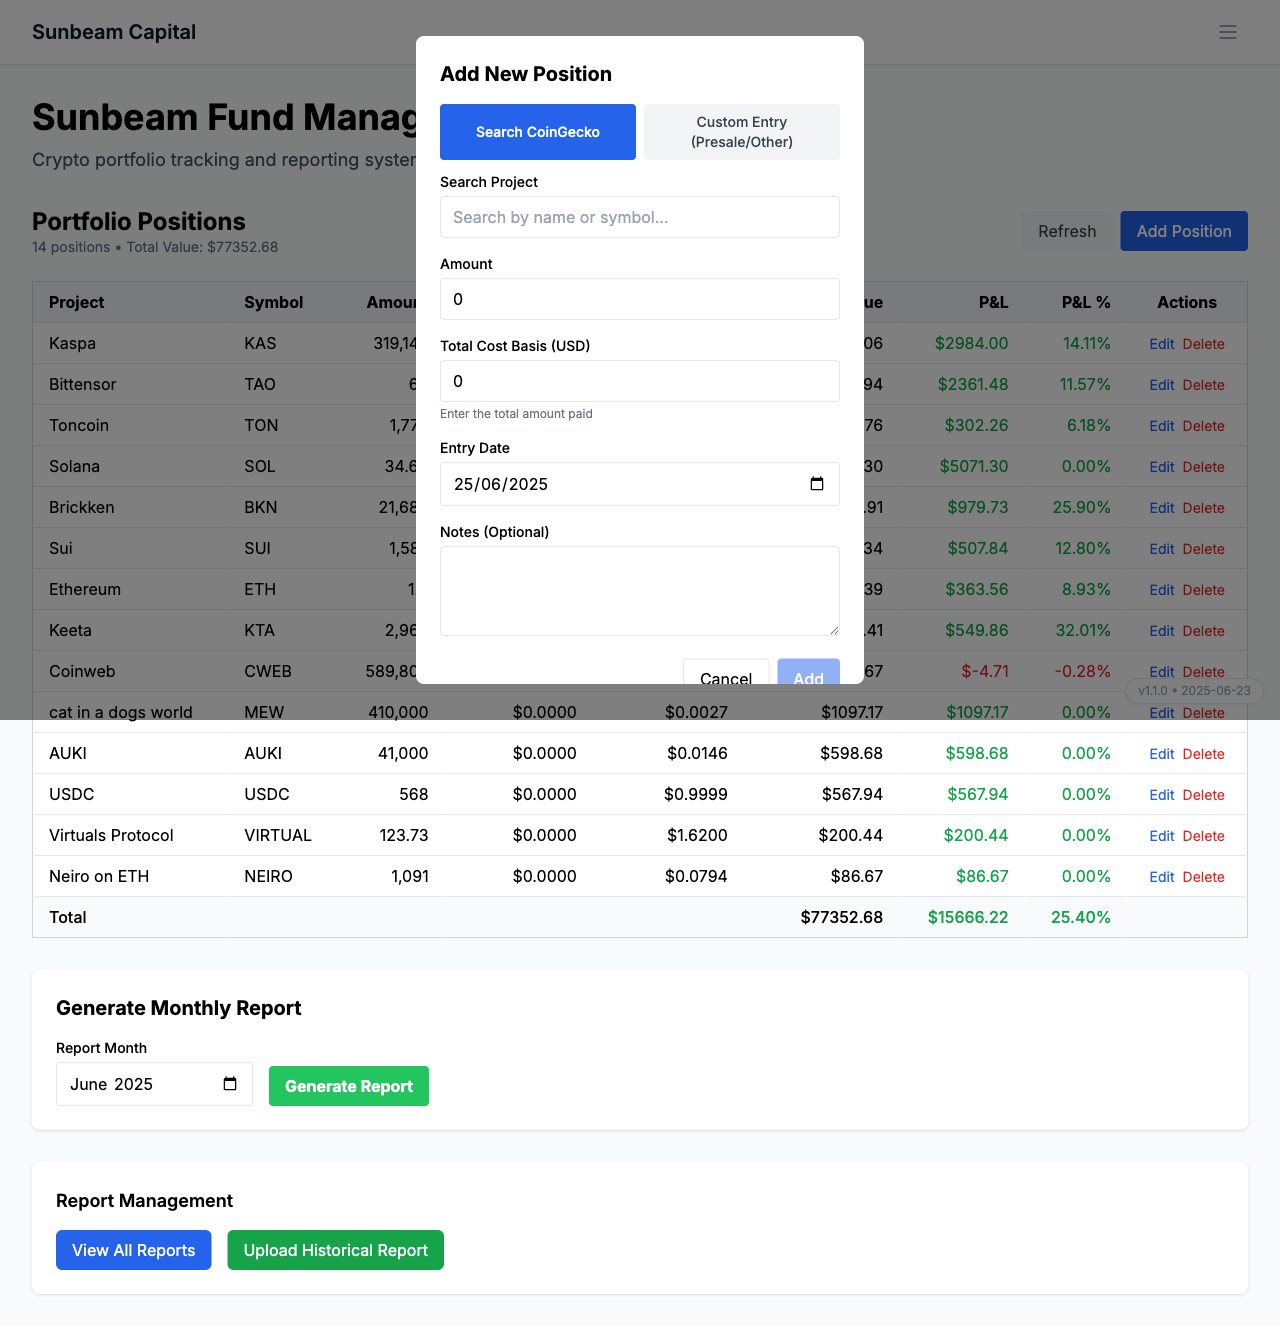 Sunbeam Capital
Add New Position
Sunbeam Fund Manag
Search CoinGecko
Custom Entry
(Presale/Other)
Crypto portfolio tracking and reporting system
Search Project
Search by name or symbol...
Portfolio Positions
14 positions • Total Value: $77352.68
Refresh
Add Position
Amount
0
Total Cost Basis (USD)
0
Enter the total amount paid
Entry Date
25/06/2025
Notes (Optional)
Cancel
Add
Project Symbol Amoun ue P&L P&L % Actions
Kaspa KAS 319,14 06 $2984.00 14.11% Edit Delete
Bittensor TAO 6 94 $2361.48 11.57% Edit Delete
Toncoin TON 1,77 76 $302.26 6.18% Edit Delete
Solana SOL 34.6 30 $5071.30 0.00% Edit Delete
Brickken BKN 21,68 .91 $979.73 25.90% Edit Delete
Sui SUI 1,58 34 $507.84 12.80% Edit Delete
Ethereum ETH 1. 39 $363.56 8.93% Edit Delete
Keeta KTA 2,96 .41 $549.86 32.01% Edit Delete
Coinweb CWEB 589,80 67 $-4.71 -0.28% Edit Delete
v1.1.0 • 2025-06-23
cat in a dogs world MEW 410,000 $0.0000 $0.0027 $1097.17 $1097.17 0.00% Edit Delete
AUKI AUKI 41,000 $0.0000 $0.0146 $598.68 $598.68 0.00% Edit Delete
USDC USDC 568 $0.0000 $0.9999 $567.94 $567.94 0.00% Edit Delete
Virtuals Protocol VIRTUAL 123.73 $0.0000 $1.6200 $200.44 $200.44 0.00% Edit Delete
Neiro on ETH NEIRO 1,091 $0.0000 $0.0794 $86.67 $86.67 0.00% Edit Delete
Total $77352.68 $15666.22 25.40%
Generate Monthly Report
Report Month
June 2025
Generate Report
Report Management
View All Reports
Upload Historical Report